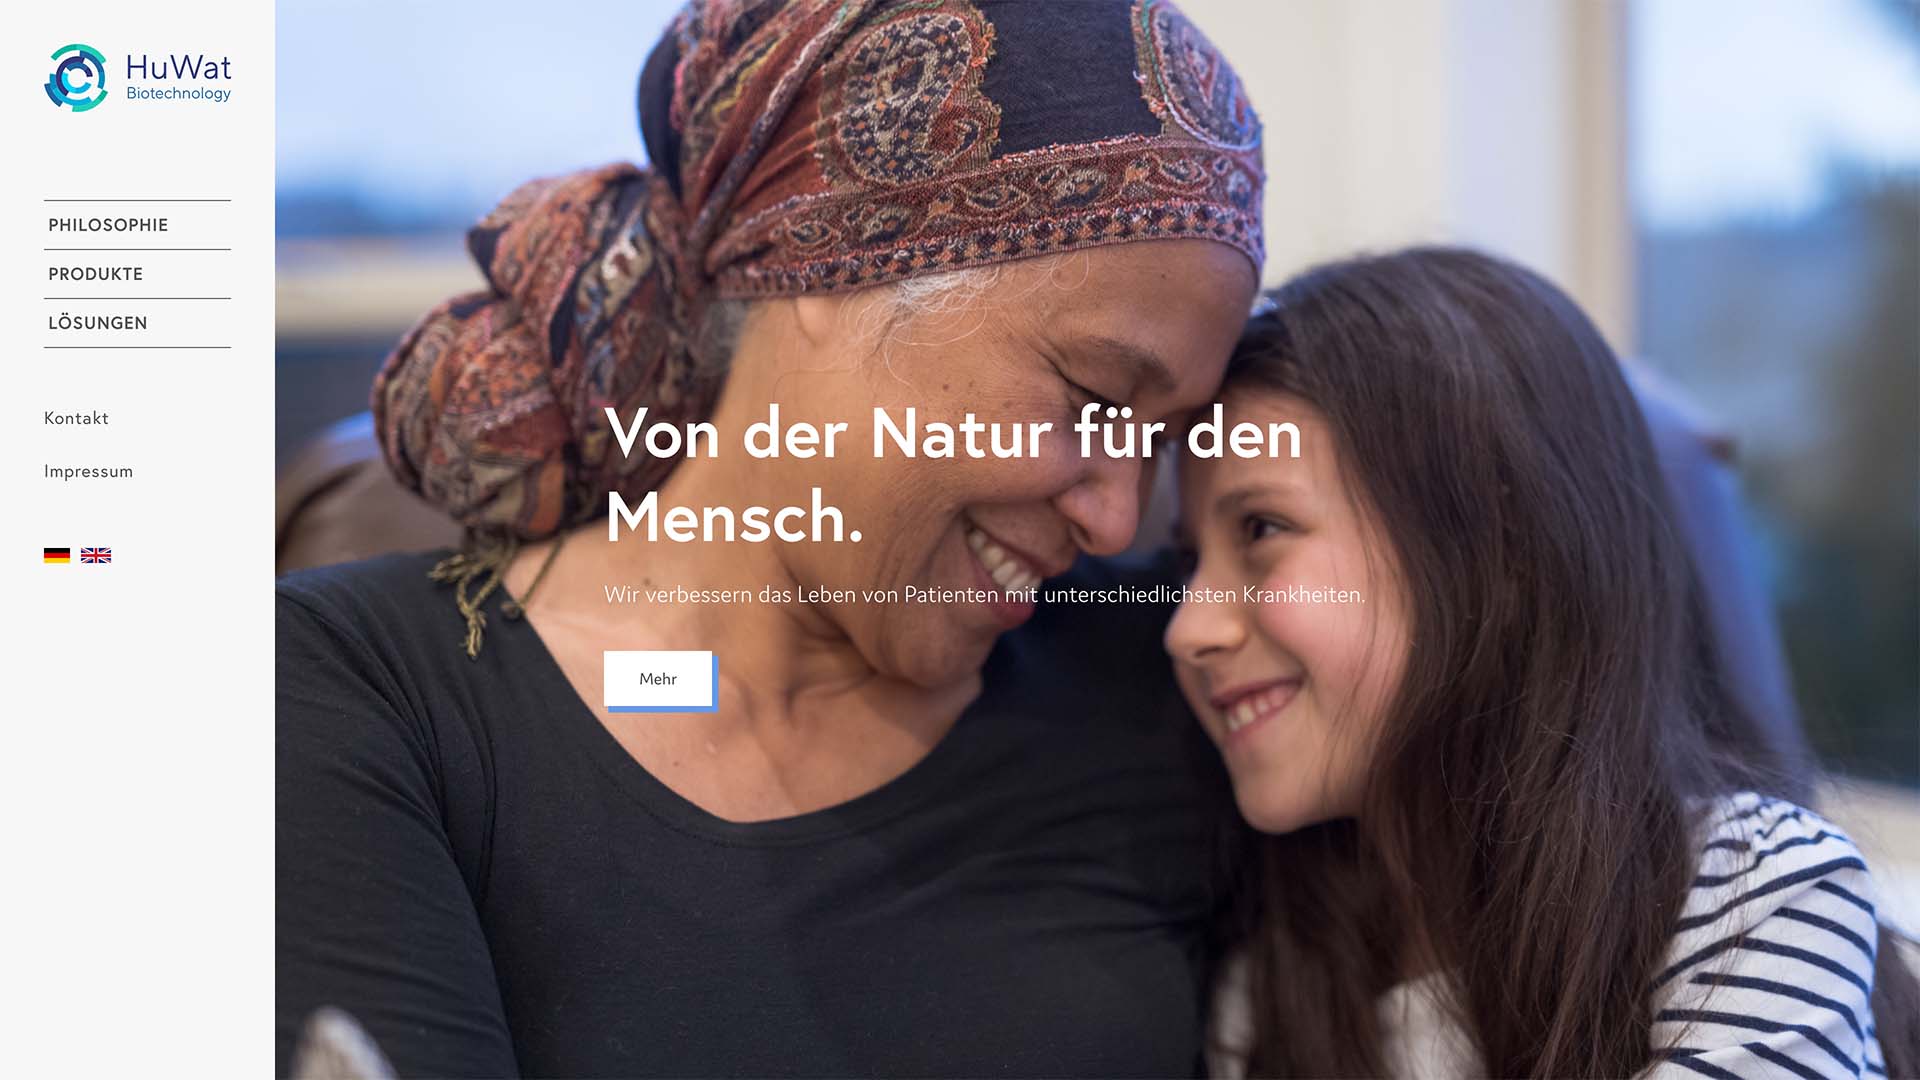 HuWat
Biotechnology
PHILOSOPHIE
PRODUKTE
LÖSUNGEN
Kontakt
Impressum
Von der Natur für den
Mensch.
Wir verbessern das Leben von Patienten mit unterschiedlichsten Krankheiten.
Mehr